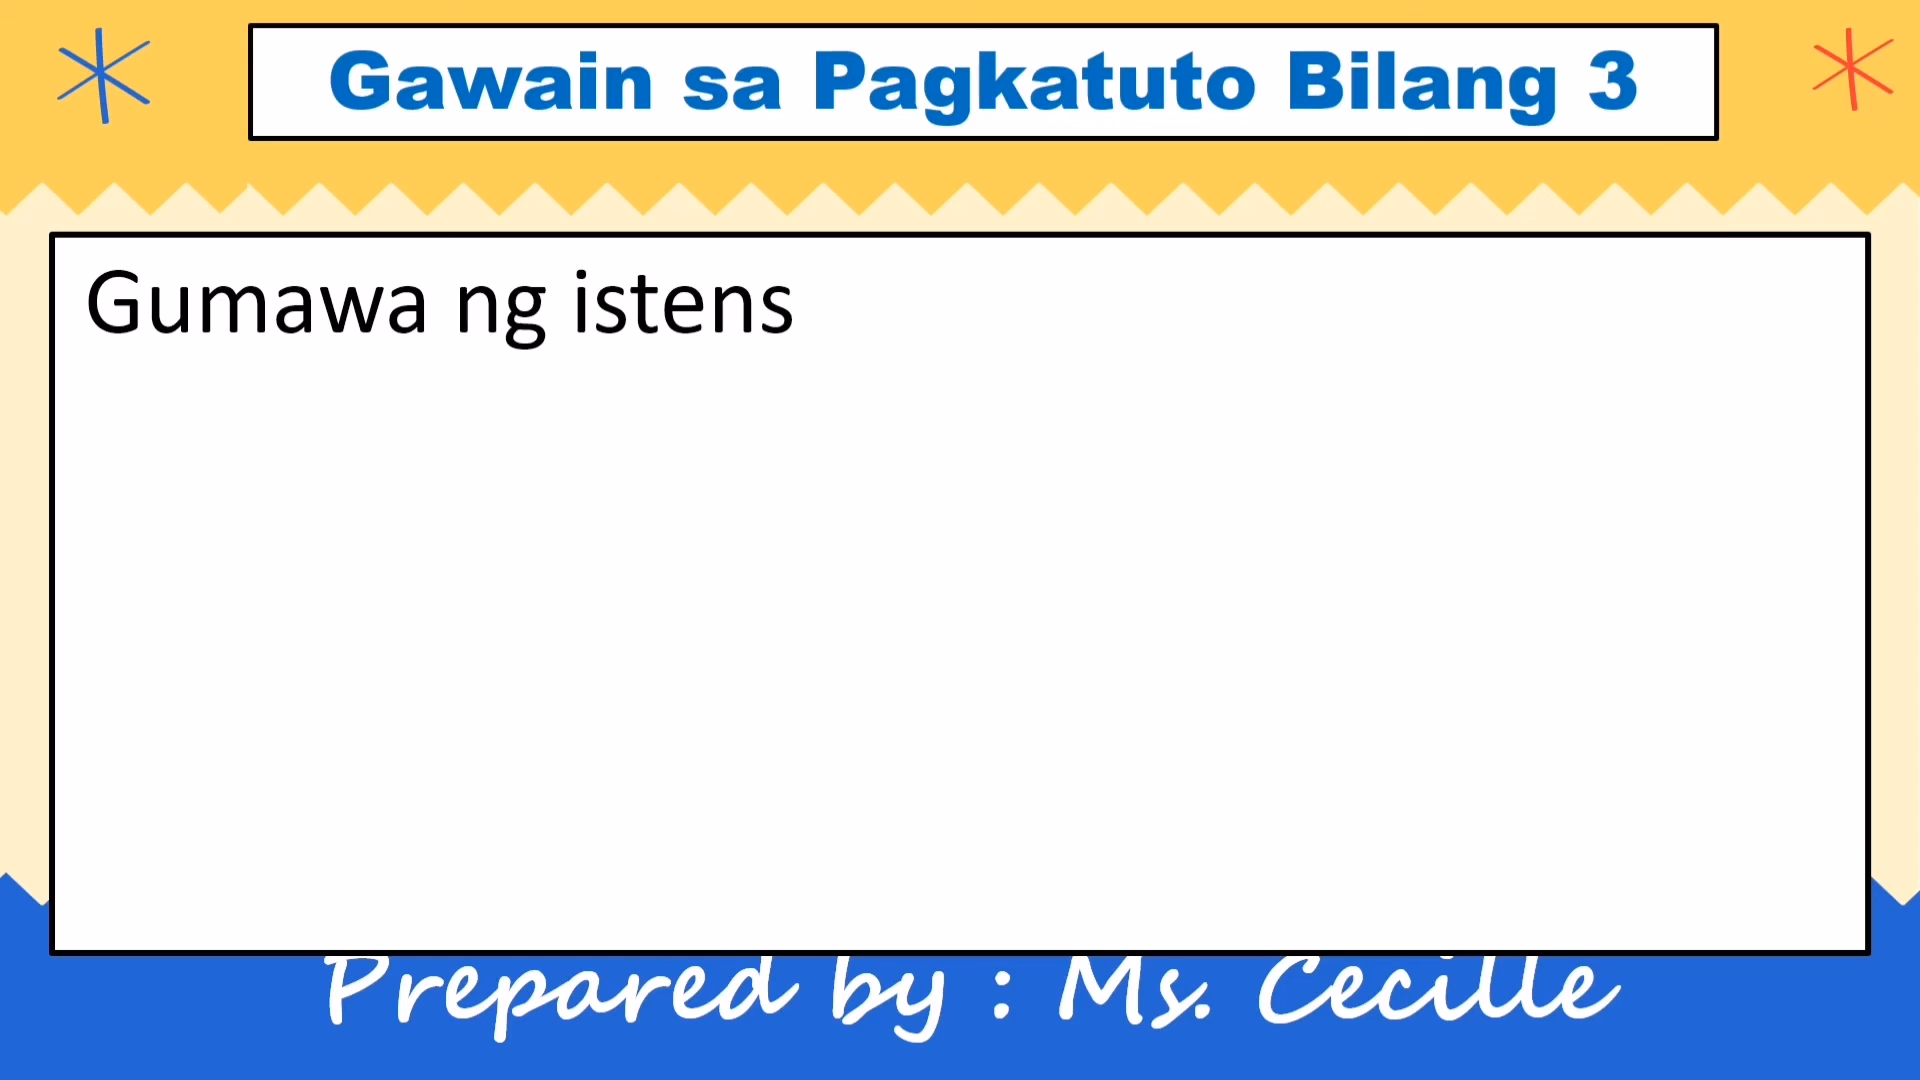 Gawain sa Pagkatuto Bilang 3
Gumawa ng istens
Prepared by : Ms. Cecille